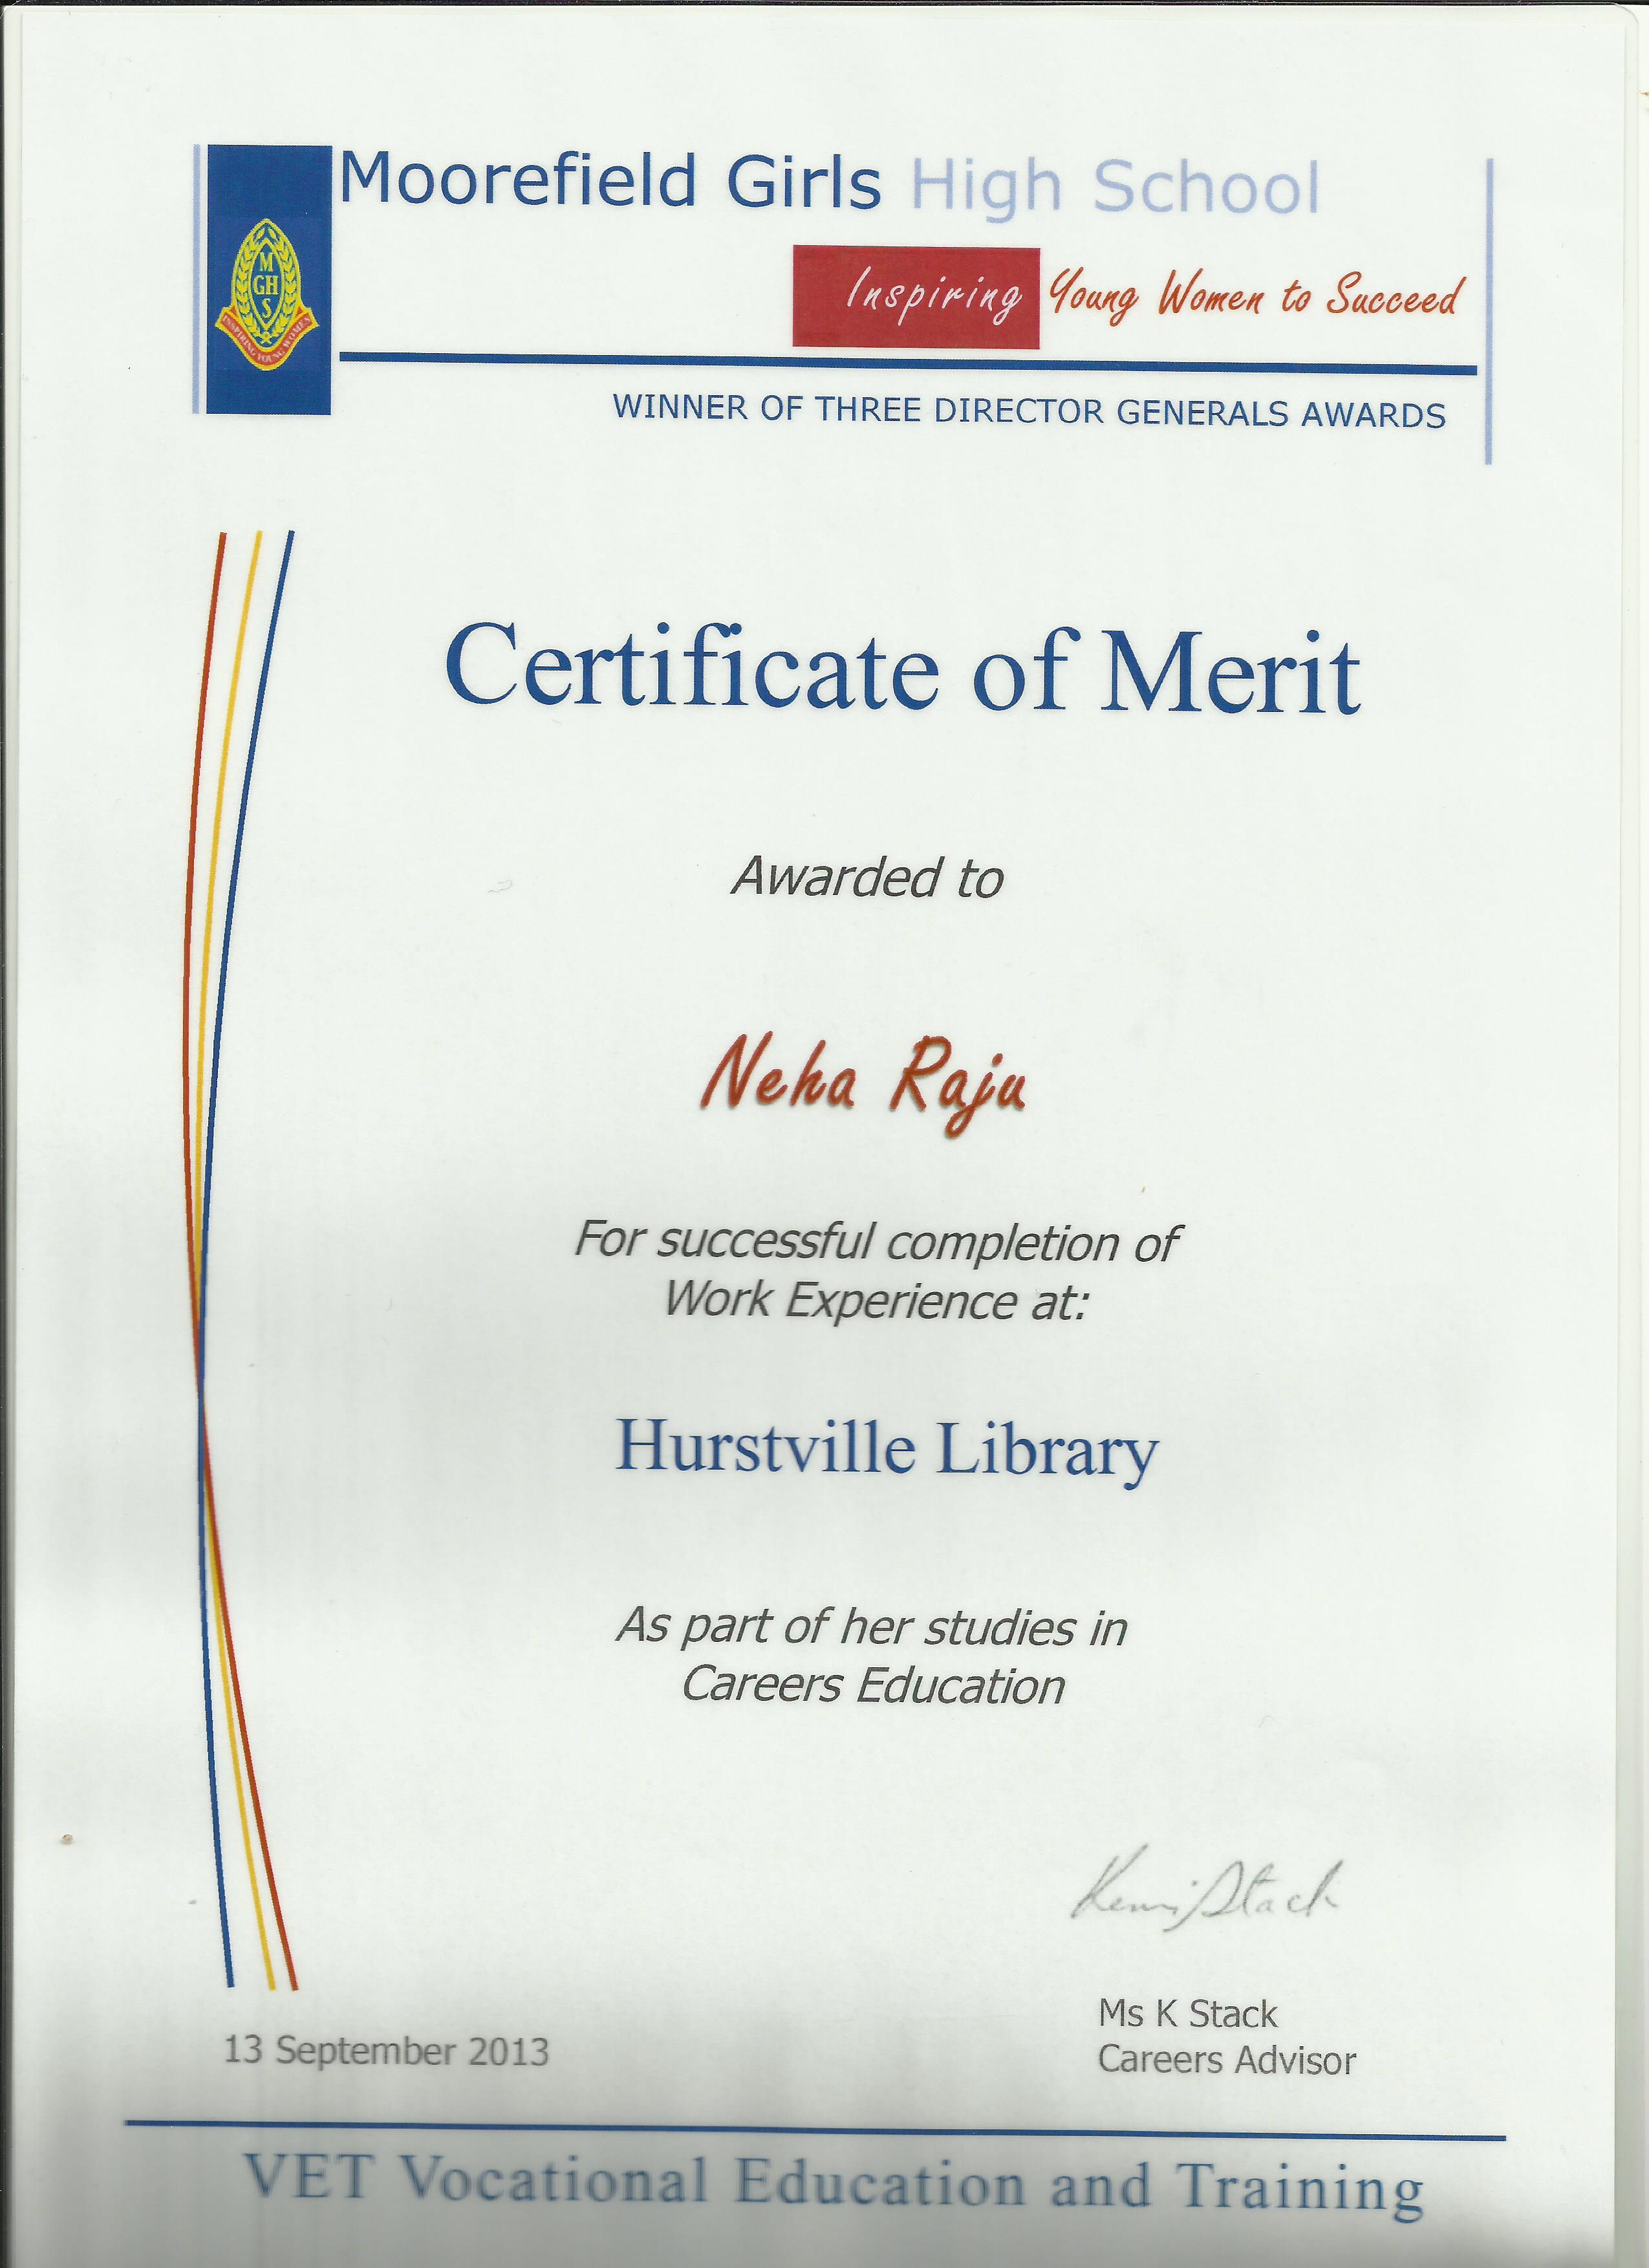 Moorefield Girls High School
M
GH
S
INSPIRING YOUNG WOMEN
Inspiring Young Women to Succeed
WINNER OF THREE DIRECTOR GENERALS AWARDS
Certificate of Merit
Awarded to
Neha Raju
For successful completion of
Work Experience at:
Hurstville Library
As part of her studies in
Careers Education
Ms K Stack
13 September 2013
Careers Advisor
VET Vocational Education and Training